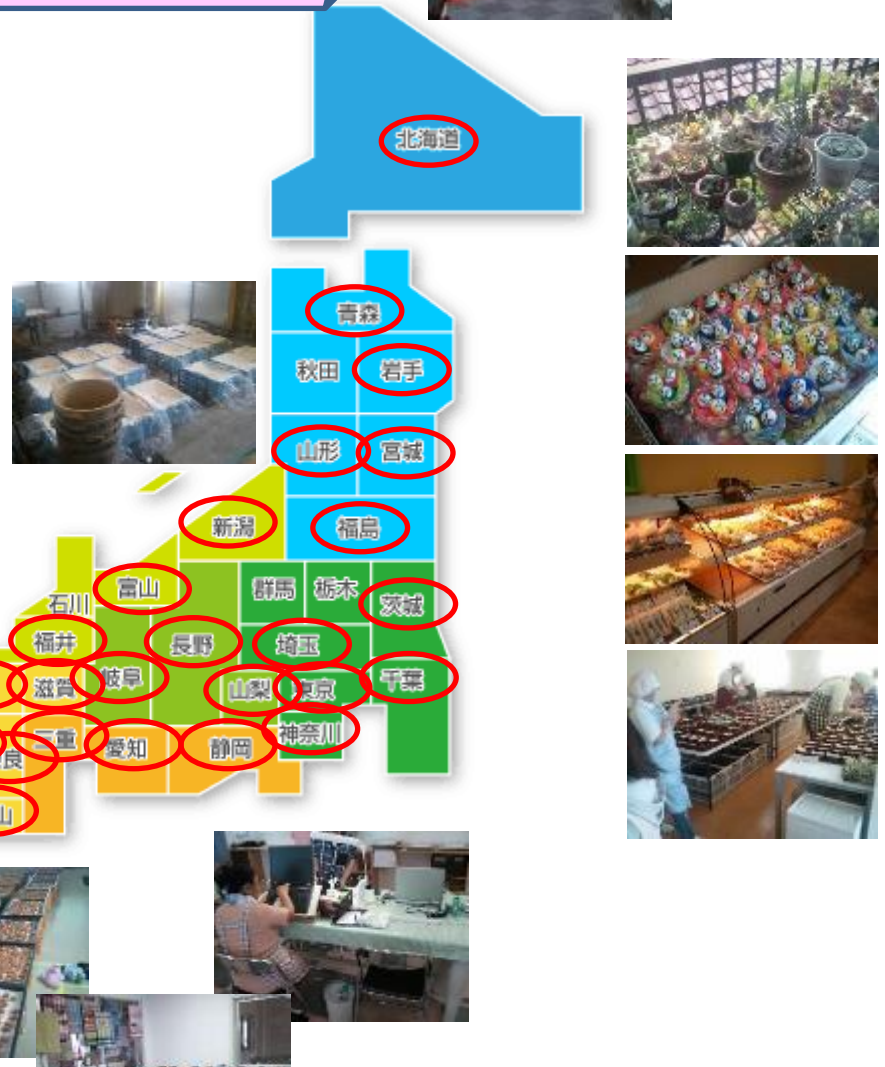 北海道
青森
秋田 岩手
山形 宮城
新潟 福島
富山 群馬 栃木 茨城
石川
福井 長野 埼玉
滋賀 岐阜 山梨 東京 千葉
三重 愛知 静岡 神奈川
良
山